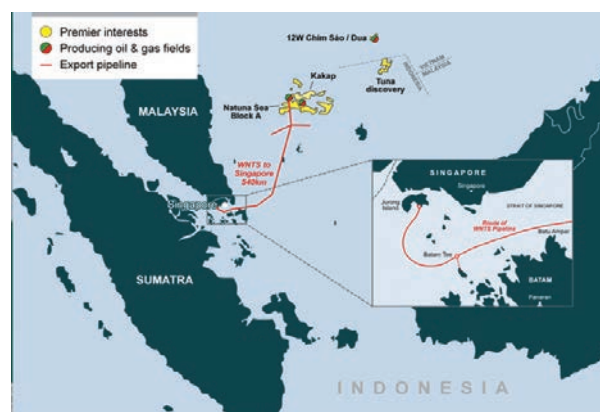 Premier interests
Producing oil & gas fields
Export pipeline
12W Chim Sáo / Dua
VIETNAM
MALAYSIA
INDONESIA
Tuna
discovery
Kakap
Natuna Sea
Block A
MALAYSIA
WNTS to
Singapore
540km
Singapore
SUMATRA
SINGAPORE
Singapore
Jurong
Island
STRAIT OF SINGAPORE
Route of
WNTS Pipeline
Batu Ampar
Batam Tee
BATAM
INDONESIA